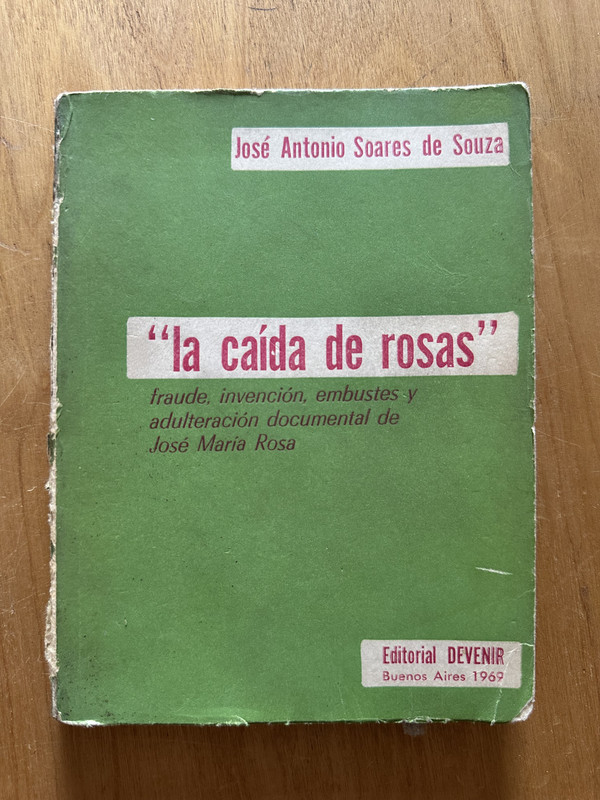 José Antonio Soares de Souza
“la caída de rosas”
fraude, invención, embustes y
adulteración documental de
José María Rosa
Editorial DEVENIR
Buenos Aires 1969